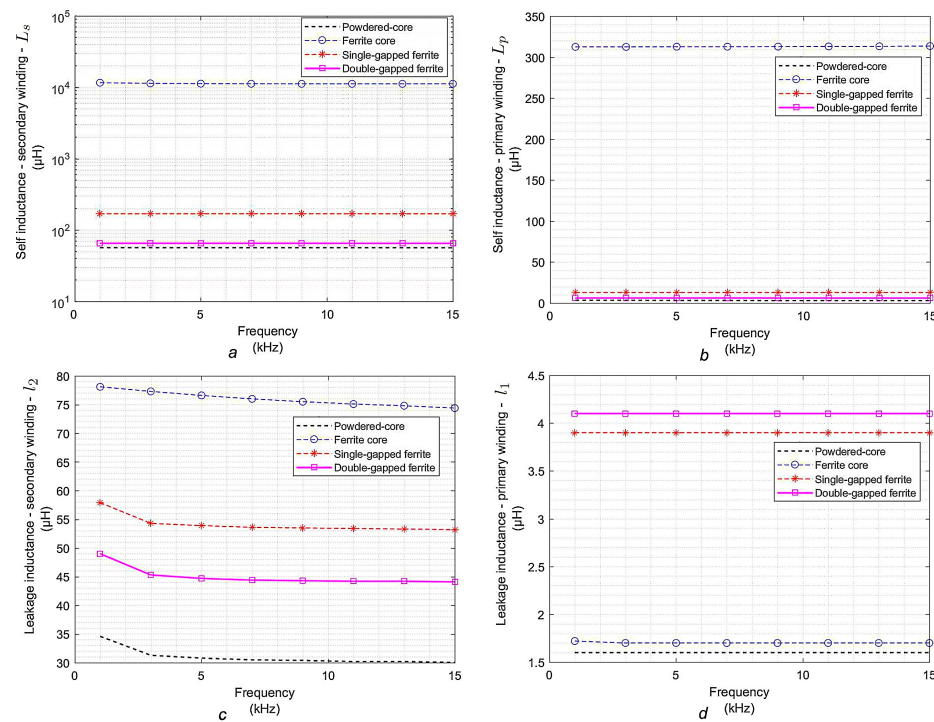 Self inductance - secondary winding - Ls
(μH)
10^5
10^4
10^3
10^2
10^1
Powdered-core
Ferrite core
Single-gapped ferrite
Double-gapped ferrite
0 5 10 15
Frequency
(kHz)
a
Self inductance - primary winding - Lp
(μH)
350
300
250
200
150
100
50
0
Powdered-core
Ferrite core
Single-gapped ferrite
Double-gapped ferrite
0 5 10 15
Frequency
(kHz)
b
Leakage inductance - secondary winding - l2
(μH)
80
75
70
65
60
55
50
45
40
35
30
Powdered-core
Ferrite core
Single-gapped ferrite
Double-gapped ferrite
0 5 10 15
Frequency
(kHz)
c
Leakage inductance - primary winding - l1
(μH)
4.5
4
3.5
3
2.5
2
1.5
Powdered-core
Ferrite core
Single-gapped ferrite
Double-gapped ferrite
0 5 10 15
Frequency
(kHz)
d